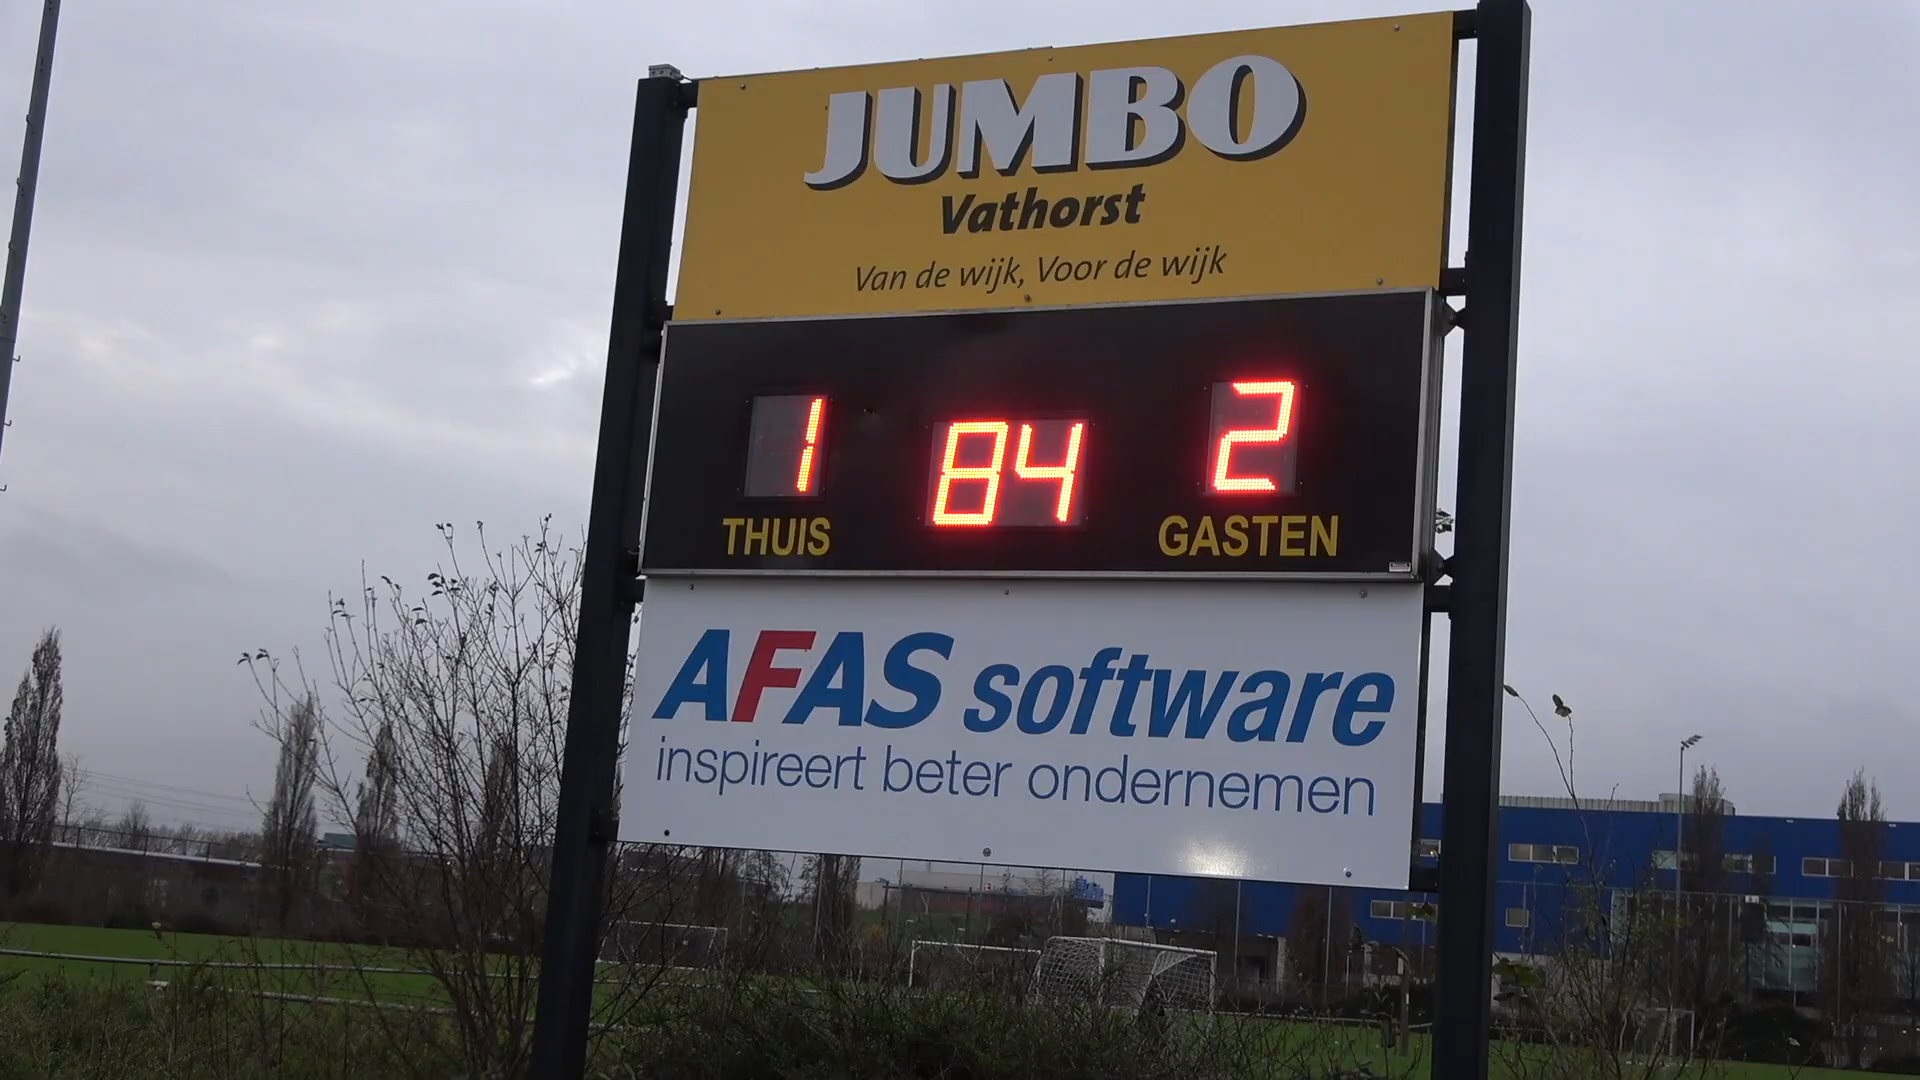 JUMBO
Vathorst
Van de wijk, Voor de wijk
1 84 2
THUIS GASTEN
AFAS software
inspireert beter ondernemen